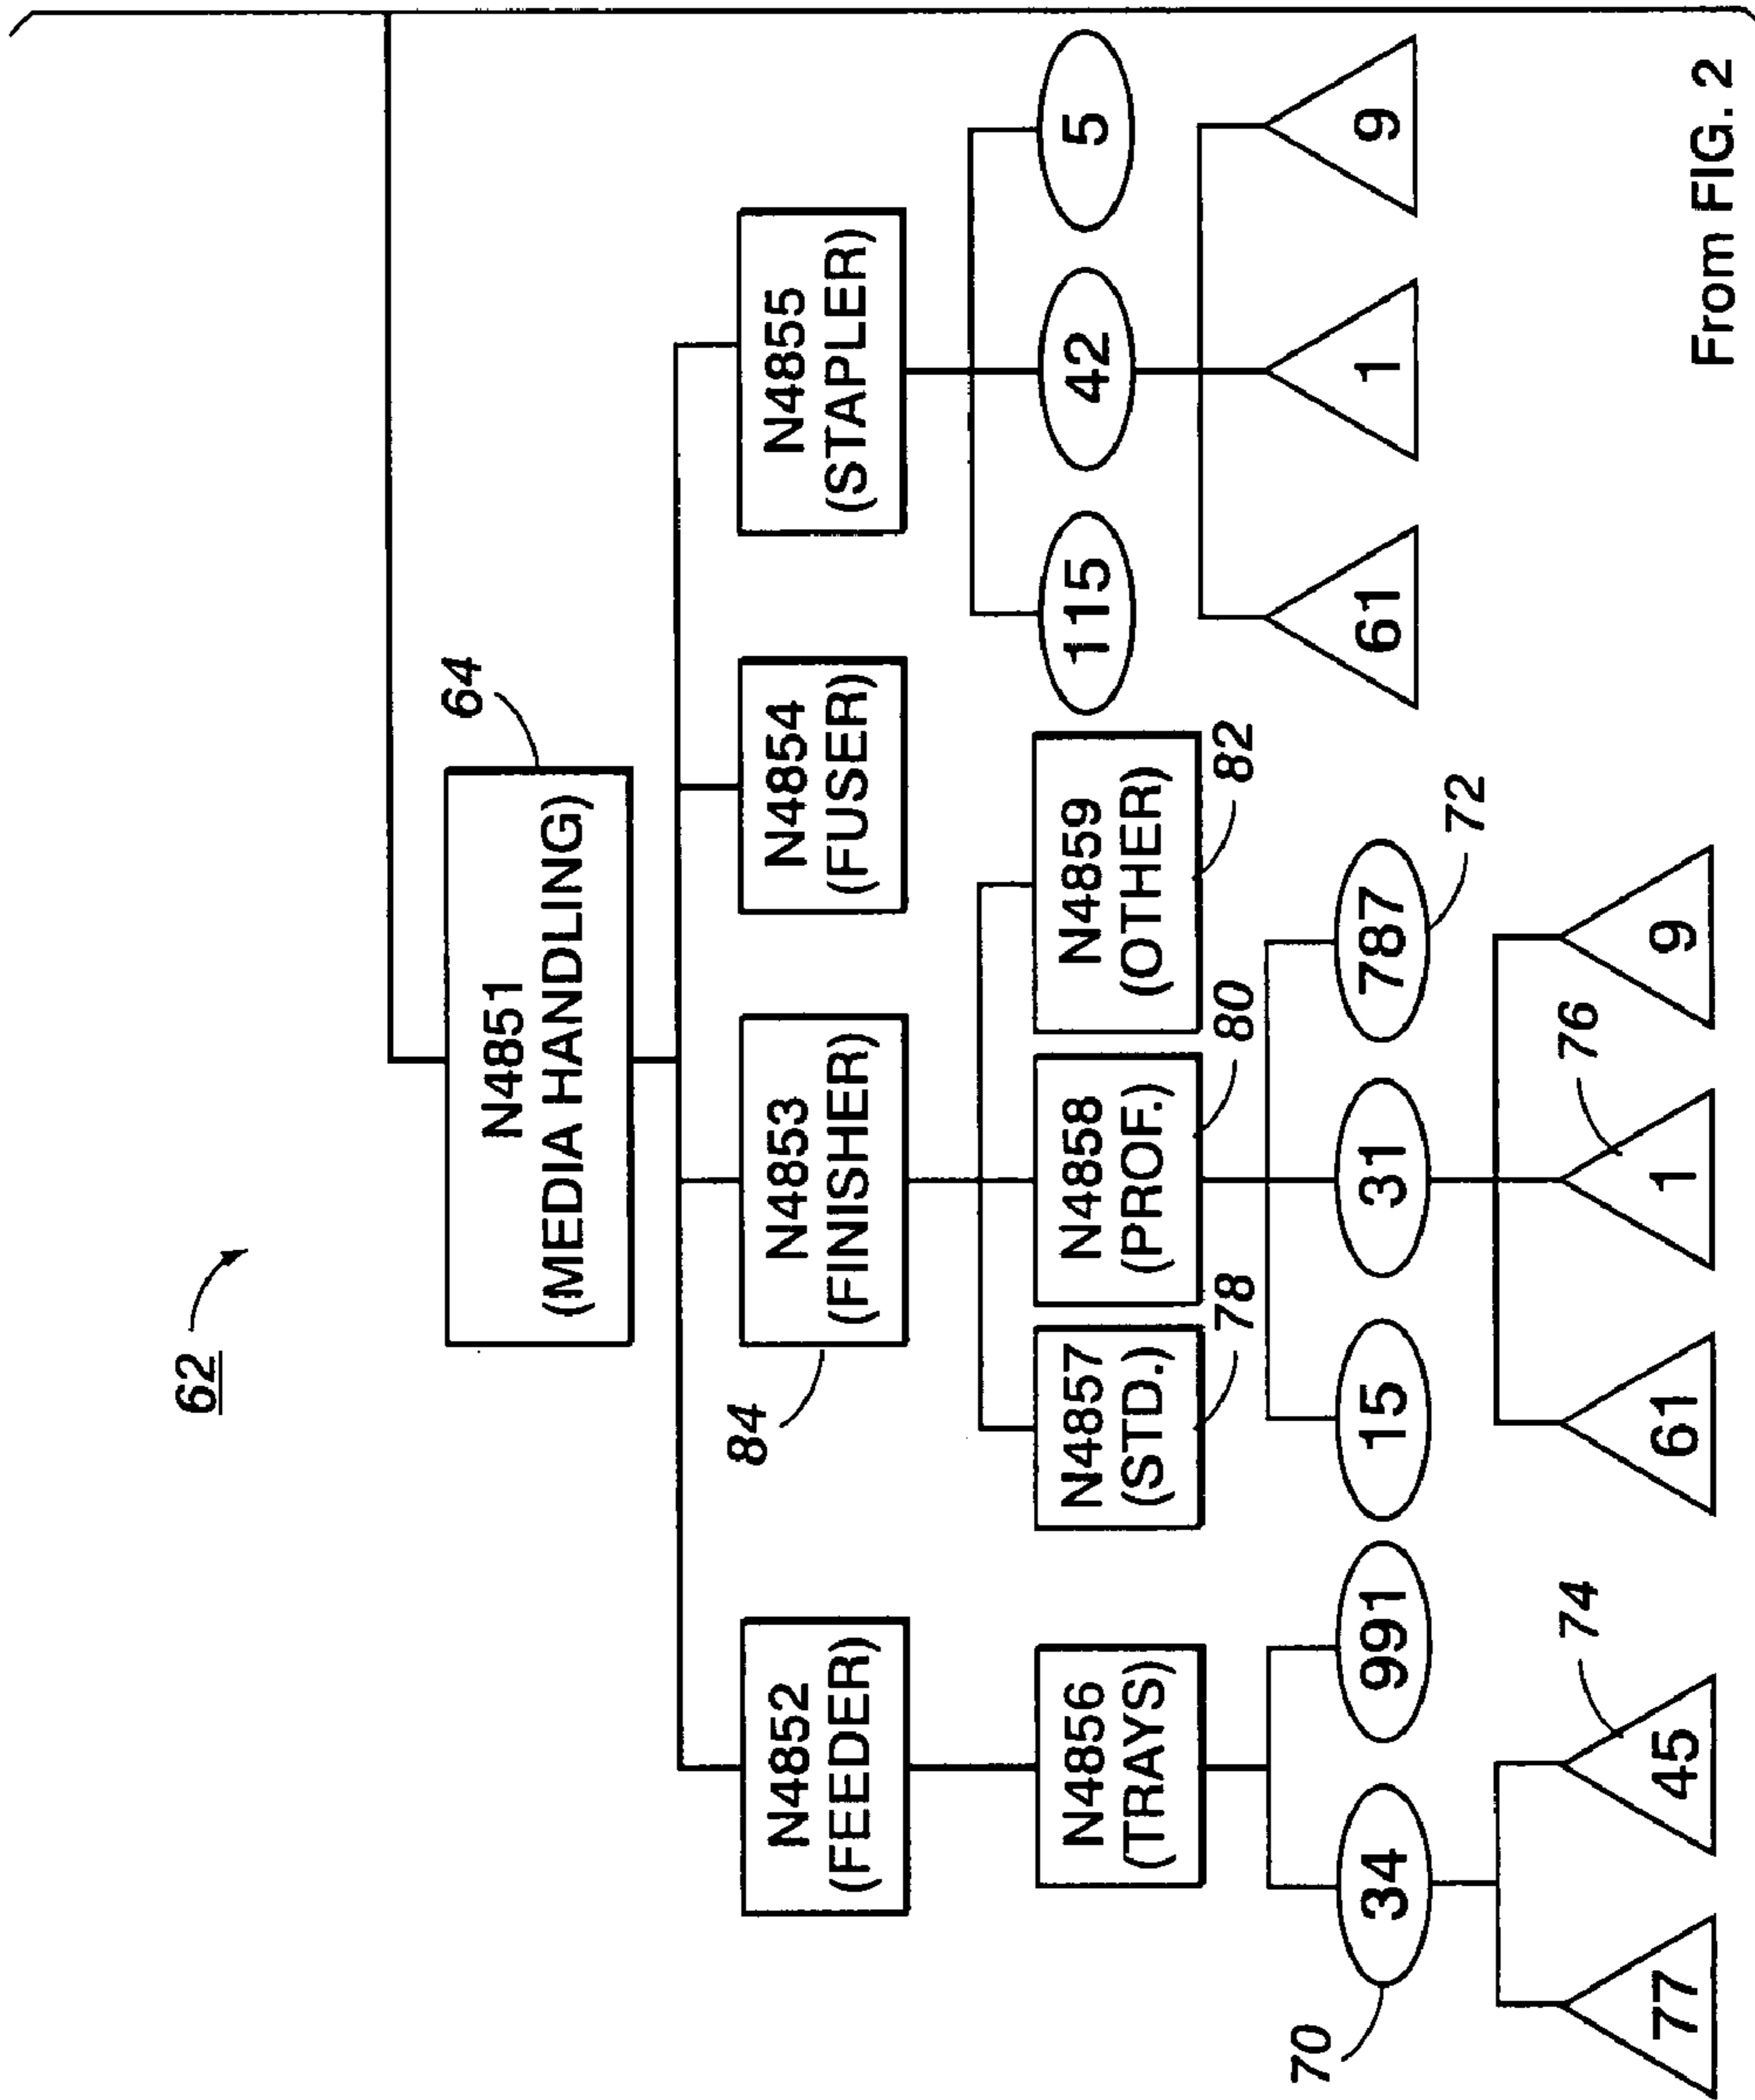 62
64
N4851
(MEDIA HANDLING)
84
N4852
(FEEDER)
N4853
(FINISHER)
N4854
(FUSER)
N4855
(STAPLER)
N4856
(TRAYS)
N4857
(STD.)
78
N4858
(PROF.)
80
N4859
(OTHER)
82
115
42
5
70
34
991
15
31
787
72
61
1
9
74
76
77
45
61
1
9
From FIG. 2